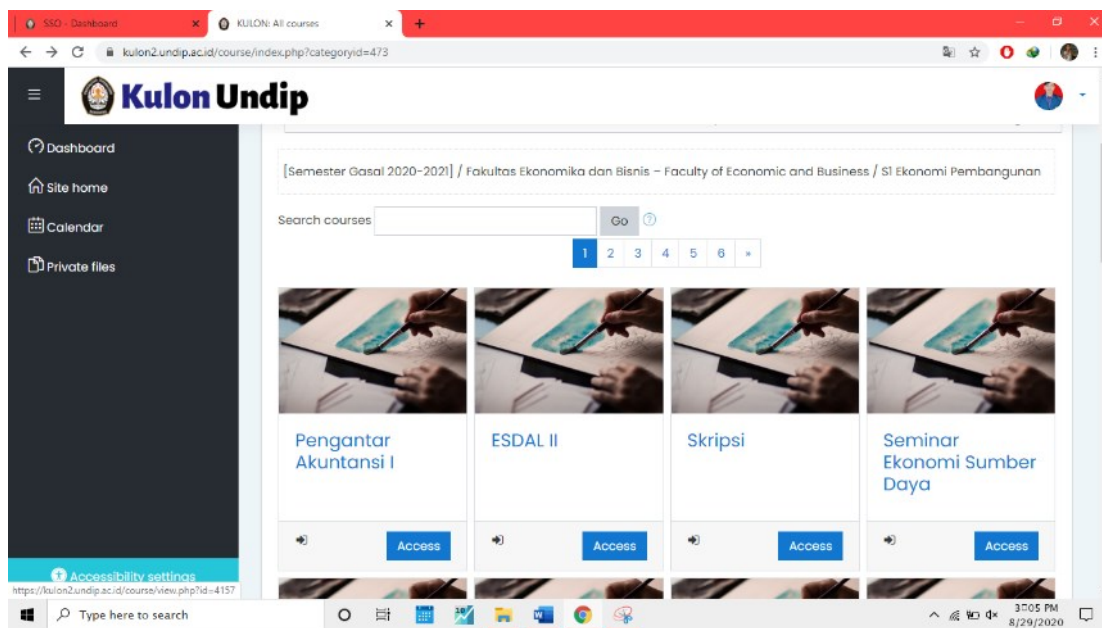 SSO - Dashboard
KULON: All courses
kulon2.undip.ac.id/course/index.php?categoryid=473
Kulon Undip
Dashboard
Site home
Calendar
Private files
[Semester Gasal 2020-2021] / Fakultas Ekonomika dan Bisnis – Faculty of Economic and Business / S1 Ekonomi Pembangunan
Search courses Go
1 2 3 4 5 6 »
Pengantar
Akuntansi I
ESDAL II
Skripsi
Seminar
Ekonomi Sumber
Daya
Access Access Access Access
Accessibility settings
https://kulon2.undip.ac.id/course/view.php?id=4157
Type here to search
3:05 PM
8/29/2020